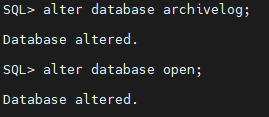 SQL> alter database archivelog;
Database altered.
SQL> alter database open;
Database altered.